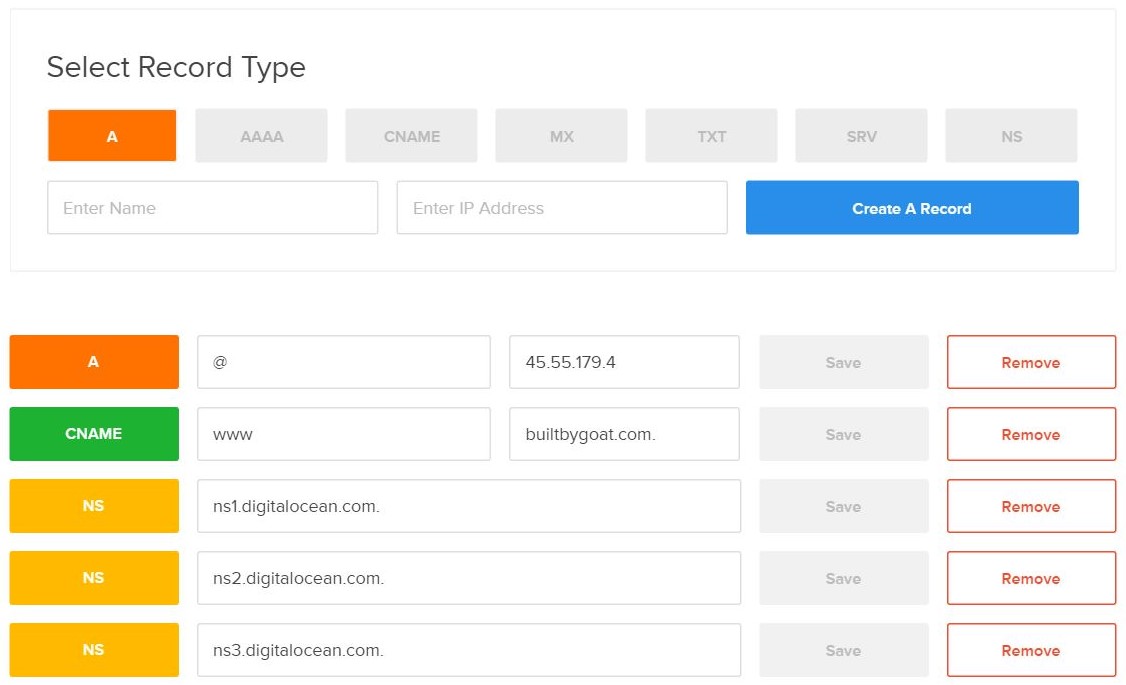 Select Record Type
A AAAA CNAME MX TXT SRV NS
Enter Name Enter IP Address Create A Record
A @ 45.55.179.4 Save Remove
CNAME www builtbygoat.com. Save Remove
NS ns1.digitalocean.com. Save Remove
NS ns2.digitalocean.com. Save Remove
NS ns3.digitalocean.com. Save Remove